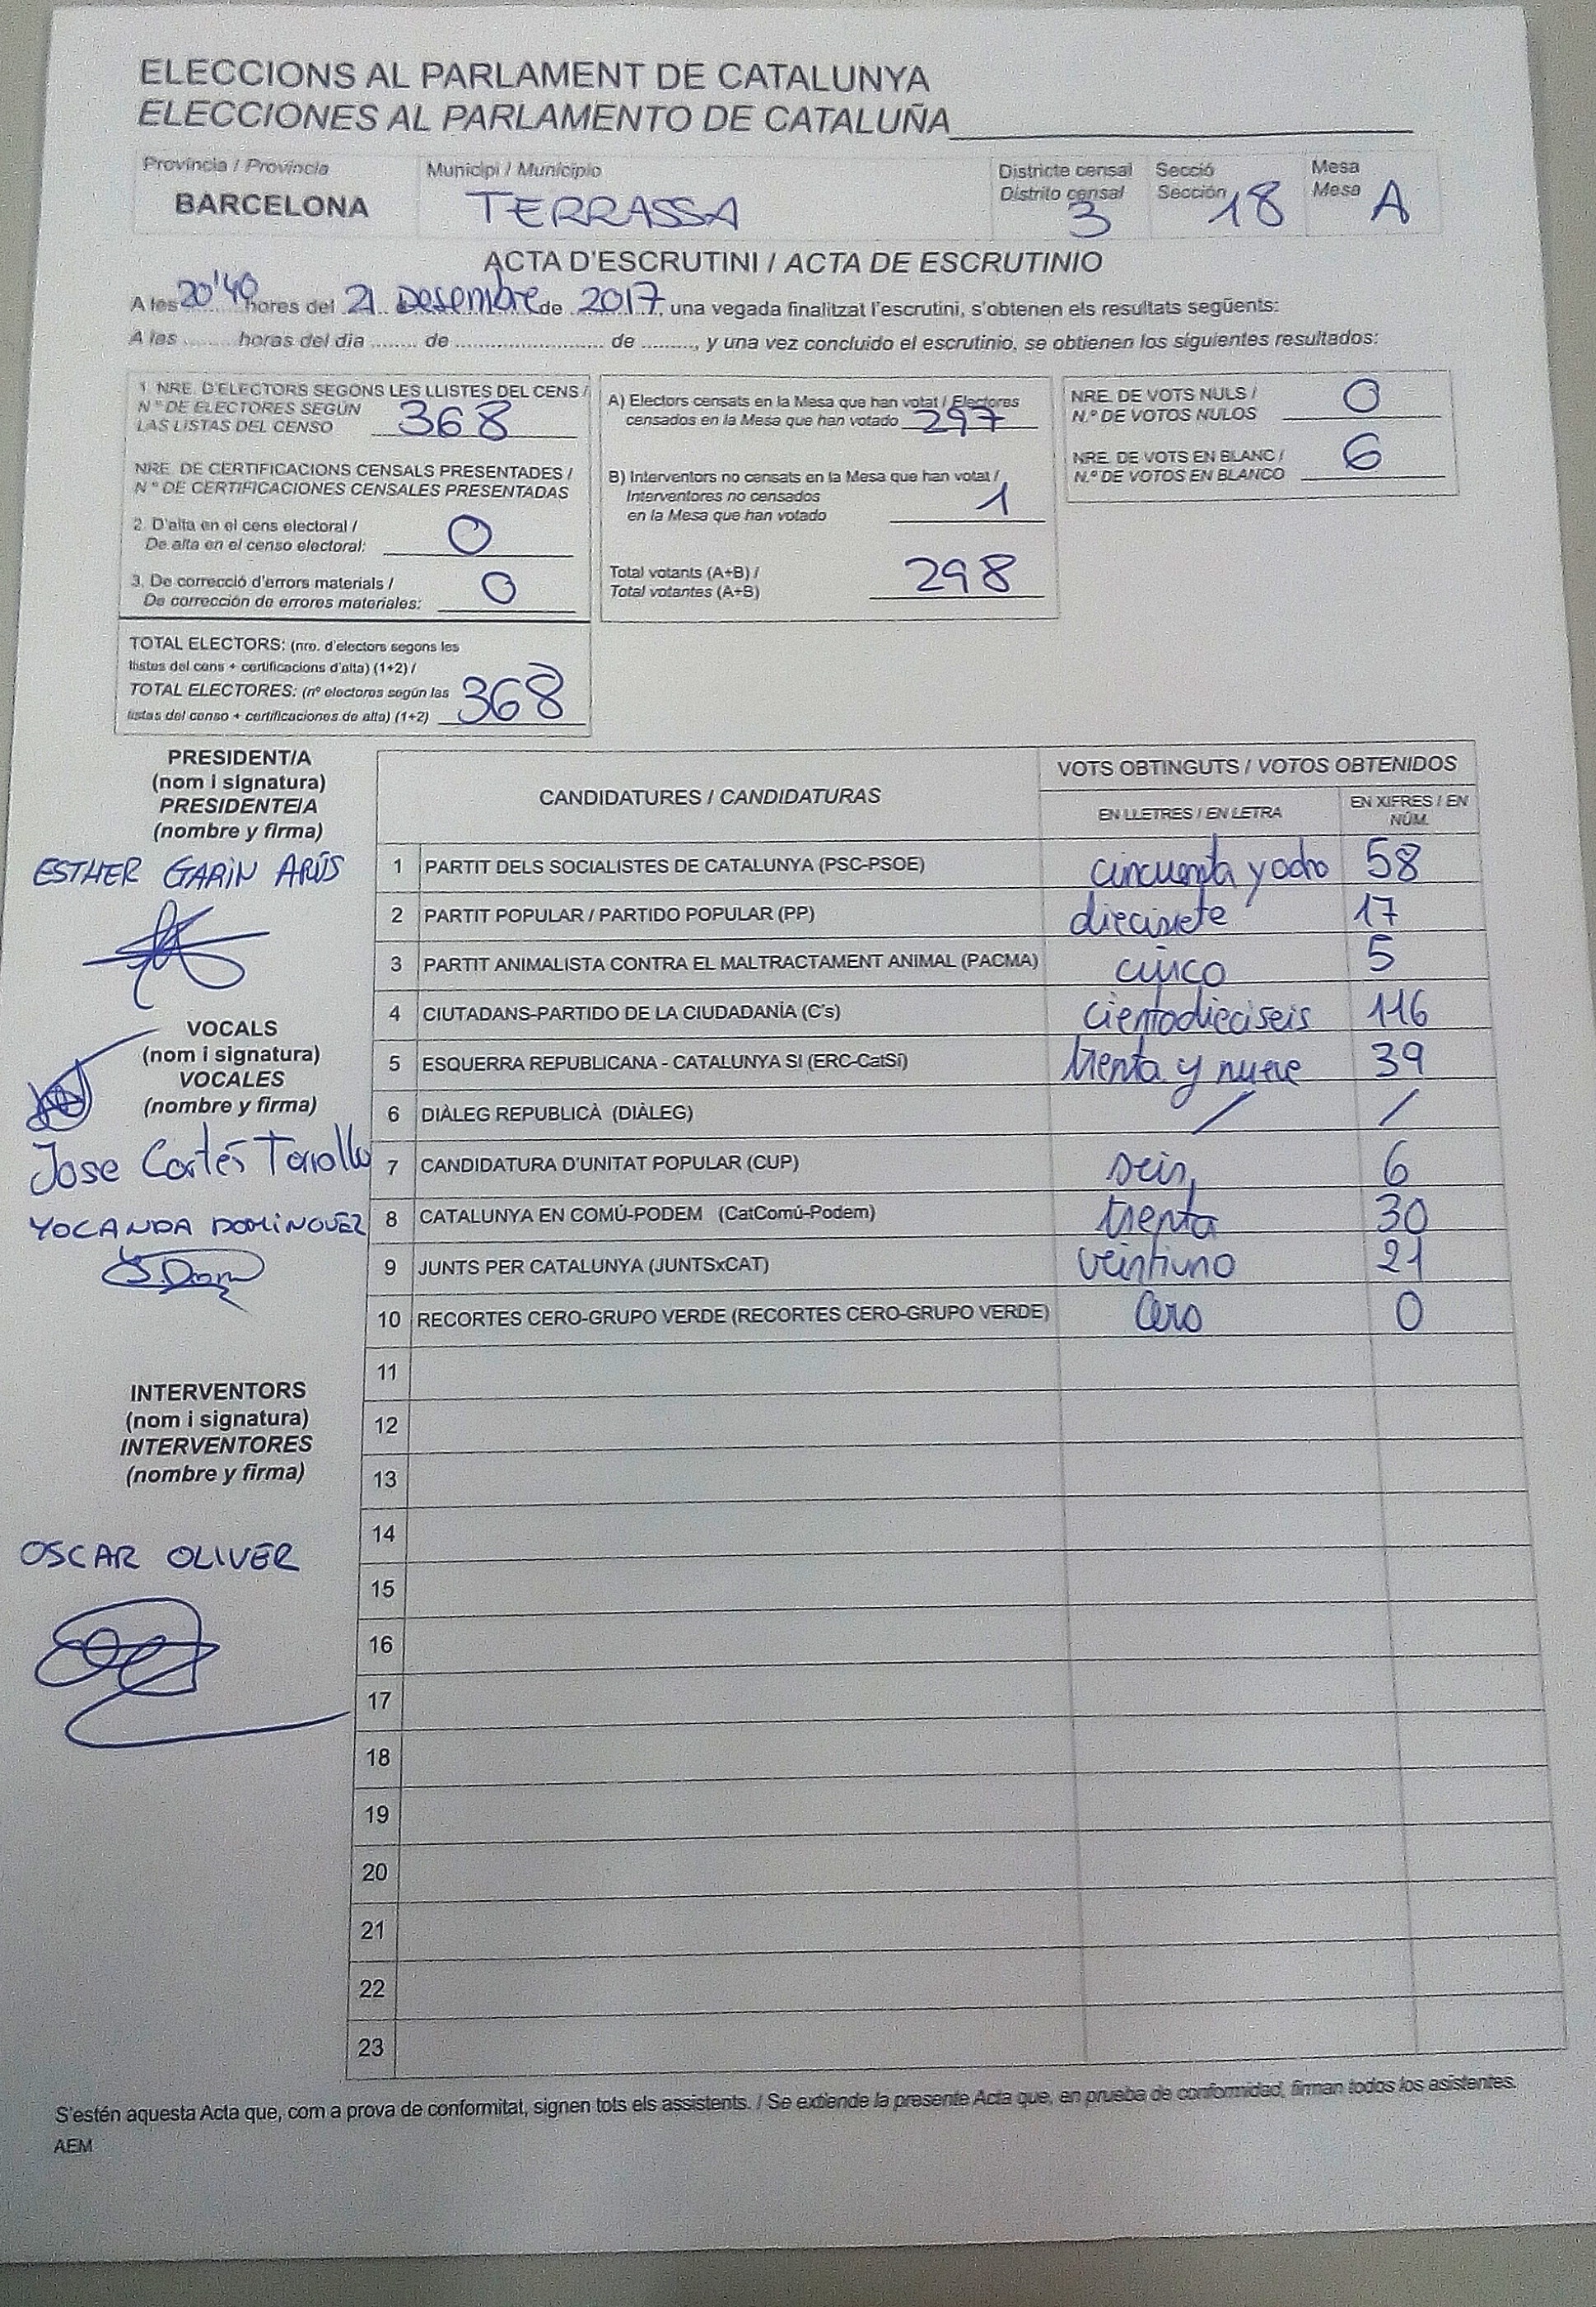 ELECCIONS AL PARLAMENT DE CATALUNYA
ELECCIONES AL PARLAMENTO DE CATALUÑA
Província / Provincia
Municipi / Municipio
Districte censal
Distrito censal
Secció
Sección
Mesa
Mesa
BARCELONA
TERRASSA
3
18
A
ACTA D'ESCRUTINI / ACTA DE ESCRUTINIO
A les 20'40 hores del 21 Desembre de 2017, una vegada finalitzat l'escrutini, s'obtenen els resultats següents:
A las ........ horas del dia ....... de ...................... de ........., y una vez concluido el escrutinio, se obtienen los siguientes resultados:
1. NRE. D'ELECTORS SEGONS LES LLISTES DEL CENS /
N.º DE ELECTORES SEGÚN
LAS LISTAS DEL CENSO 368
NRE. DE CERTIFICACIONS CENSALS PRESENTADES /
N.º DE CERTIFICACIONES CENSALES PRESENTADAS
2. D'alta en el cens electoral /
De alta en el censo electoral: 0
3. De correcció d'errors materials /
De corrección de errores materiales: 0
TOTAL ELECTORS: (nre. d'electors segons les
llistes del cens + certificacions d'alta) (1+2) /
TOTAL ELECTORES: (nº electores según las
listas del censo + certificaciones de alta) (1+2) 368
A) Electors censats en la Mesa que han votat / Electores
censados en la Mesa que han votado 297
B) Interventors no censats en la Mesa que han votat /
Interventores no censados
en la Mesa que han votado 1
Total votants (A+B) /
Total votantes (A+B) 298
NRE. DE VOTS NULS /
N.º DE VOTOS NULOS 0
NRE. DE VOTS EN BLANC /
N.º DE VOTOS EN BLANCO 6
PRESIDENT/A
(nom i signatura)
PRESIDENTE/A
(nombre y firma)
ESTHER GARIN ARÚS
VOCALS
(nom i signatura)
VOCALES
(nombre y firma)
Jose Cortés
YOLANDA DOMINGUEZ
INTERVENTORS
(nom i signatura)
INTERVENTORES
(nombre y firma)
OSCAR OLIVER
CANDIDATURES / CANDIDATURAS
VOTS OBTINGUTS / VOTOS OBTENIDOS
EN LLETRES / EN LETRA
EN XIFRES / EN NÚM.
1 PARTIT DELS SOCIALISTES DE CATALUNYA (PSC-PSOE) cincuenta y ocho 58
2 PARTIT POPULAR / PARTIDO POPULAR (PP) diecisiete 17
3 PARTIT ANIMALISTA CONTRA EL MALTRACTAMENT ANIMAL (PACMA) cinco 5
4 CIUTADANS-PARTIDO DE LA CIUDADANÍA (C's) cientodieciseis 116
5 ESQUERRA REPUBLICANA - CATALUNYA SI (ERC-CatSí) trenta y nueve 39
6 DIÀLEG REPUBLICÀ (DIÀLEG) / /
7 CANDIDATURA D'UNITAT POPULAR (CUP) seis 6
8 CATALUNYA EN COMÚ-PODEM (CatComú-Podem) trenta 30
9 JUNTS PER CATALUNYA (JUNTSxCAT) veintiuno 21
10 RECORTES CERO-GRUPO VERDE (RECORTES CERO-GRUPO VERDE) cero 0
11
12
13
14
15
16
17
18
19
20
21
22
23
S'estén aquesta Acta que, com a prova de conformitat, signen tots els assistents. / Se extiende la presente Acta que, en prueba de conformidad, firman todos los asistentes.
AEM